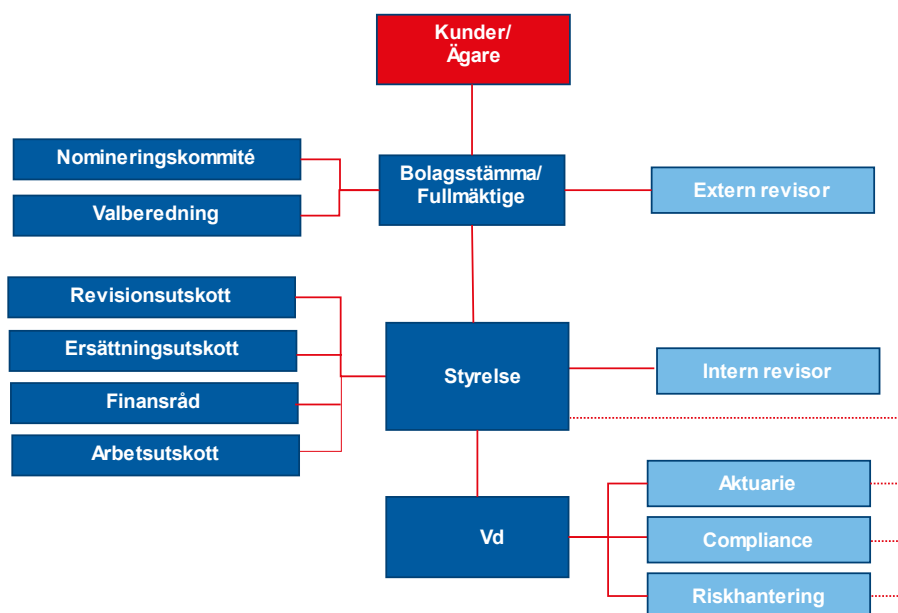 Kunder/
Ägare
Nomineringskommité
Valberedning
Bolagsstämma/
Fullmäktige
Extern revisor
Revisionsutskott
Ersättningsutskott
Finansråd
Arbetsutskott
Styrelse
Intern revisor
Vd
Aktuarie
Compliance
Riskhantering